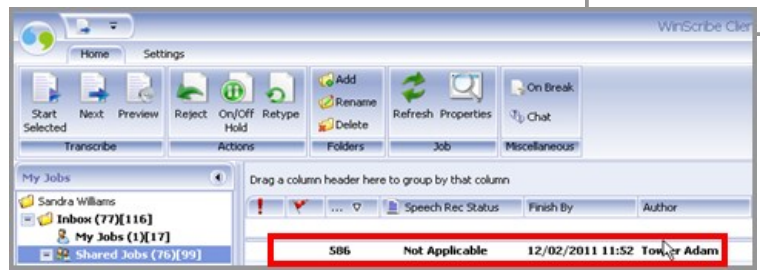 WinScribe Clien
Home Settings
Start Selected Next Preview Reject On/Off Hold Retype Add Rename Delete Refresh Properties On Break Chat
Transcribe Actions Folders Job Miscellaneous
My Jobs
Drag a column header here to group by that column
Sandra Williams
! ... Speech Rec Status Finish By Author
Inbox (77)[116]
My Jobs (1)[17]
Shared Jobs (76)[99]
586 Not Applicable 12/02/2011 11:52 Tower Adam